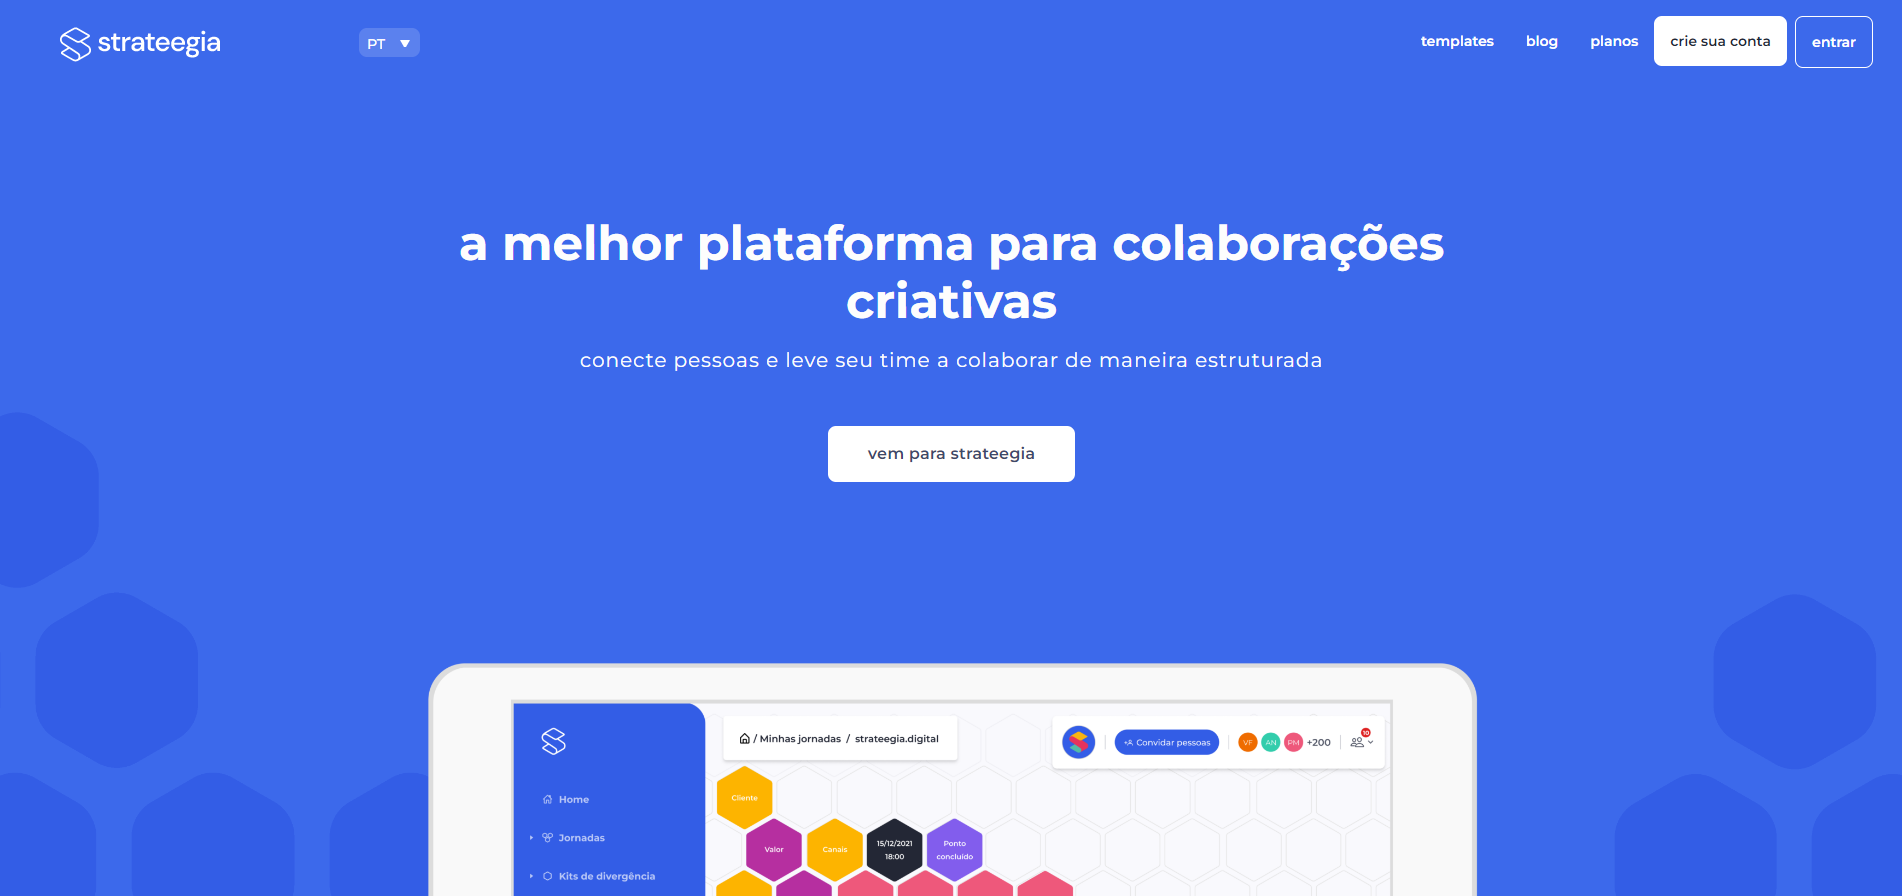 strateegia
PT
templates
blog
planos
crie sua conta
entrar
a melhor plataforma para colaborações
criativas
conecte pessoas e leve seu time a colaborar de maneira estruturada
vem para strateegia
/ Minhas jornadas / strateegia.digital
Convidar pessoas
VF
AN
PM
+200
10
Home
Jornadas
Kits de divergência
Cliente
Valor
Canais
15/12/2021
18:00
Ponto
concluído